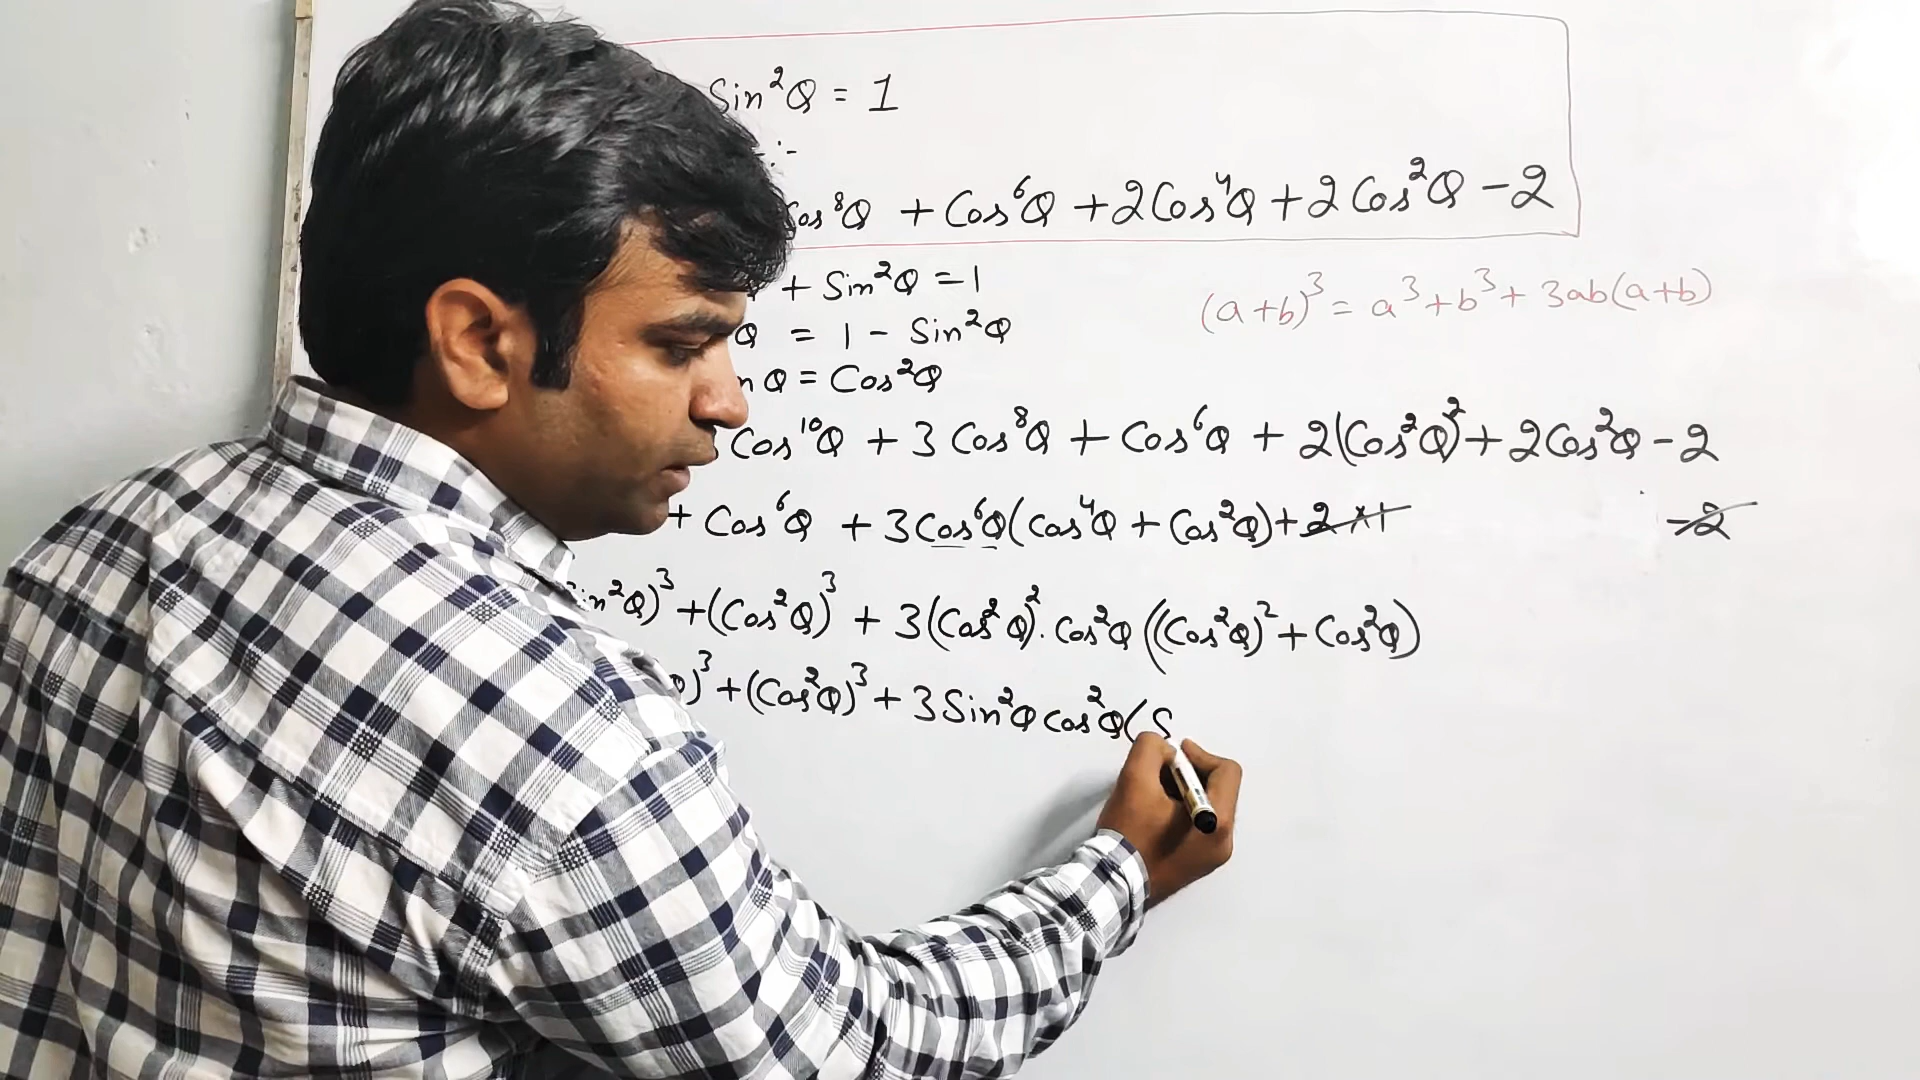 Sin²θ = 1
-:-
Cos⁸θ + Cos⁶θ + 2Cos⁴θ + 2Cos²θ - 2
+ Sin²θ = 1
(a+b)³ = a³ + b³ + 3ab(a+b)
θ = 1 - Sin²θ
n θ = Cos²θ
Cos¹⁰θ + 3 Cos⁸θ + Cos⁶θ + 2(Cos²θ)² + 2Cos²θ - 2
+ Cos⁶θ + 3Cos⁶θ(Cos⁴θ + Cos²θ) + 2×1 -2
in²θ)³ + (Cos²θ)³ + 3(Cos²θ)². Cos²θ ((Cos²θ)² + Cos²θ)
θ)³ + (Cos²θ)³ + 3Sin²θ Cos²θ(S